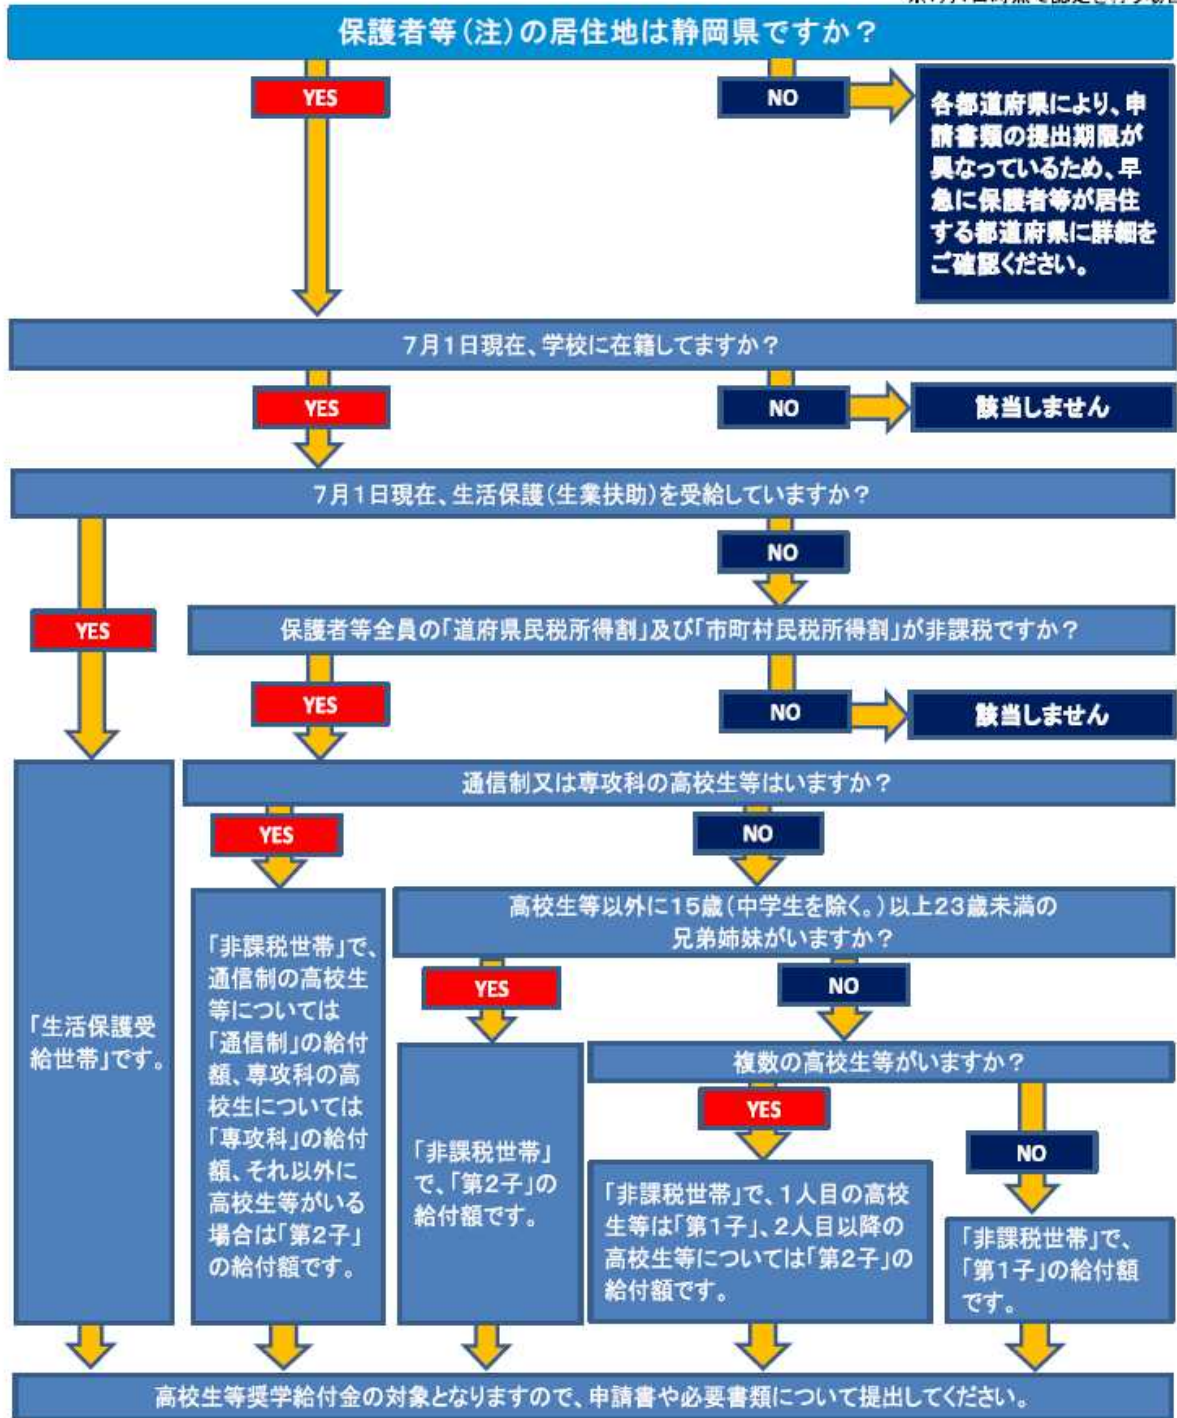 保護者等(注)の居住地は静岡県ですか？
YES
NO
各都道府県により、申
請書類の提出期限が
異なっているため、早
急に保護者等が居住
する都道府県に詳細を
ご確認ください。
７月１日現在、学校に在籍してますか？
YES
NO
該当しません
７月１日現在、生活保護(生業扶助)を受給していますか？
NO
YES
保護者等全員の「道府県民税所得割」及び「市町村民税所得割」が非課税ですか？
YES
NO
該当しません
通信制又は専攻科の高校生等はいますか？
YES
NO
高校生等以外に１５歳(中学生を除く。)以上２３歳未満の
兄弟姉妹がいますか？
YES
NO
「生活保護受
給世帯」です。
「非課税世帯」で、
通信制の高校生
等については
「通信制」の給付
額、専攻科の高
校生については
「専攻科」の給付
額、それ以外に
高校生等がいる
場合は「第２子」
の給付額です。
複数の高校生等がいますか？
YES
NO
「非課税世帯」
で、「第２子」の
給付額です。
「非課税世帯」で、１人目の高校
生等は「第１子」、２人目以降の
高校生等については「第２子」の
給付額です。
「非課税世帯」で、
「第１子」の給付額
です。
高校生等奨学給付金の対象となりますので、申請書や必要書類について提出してください。